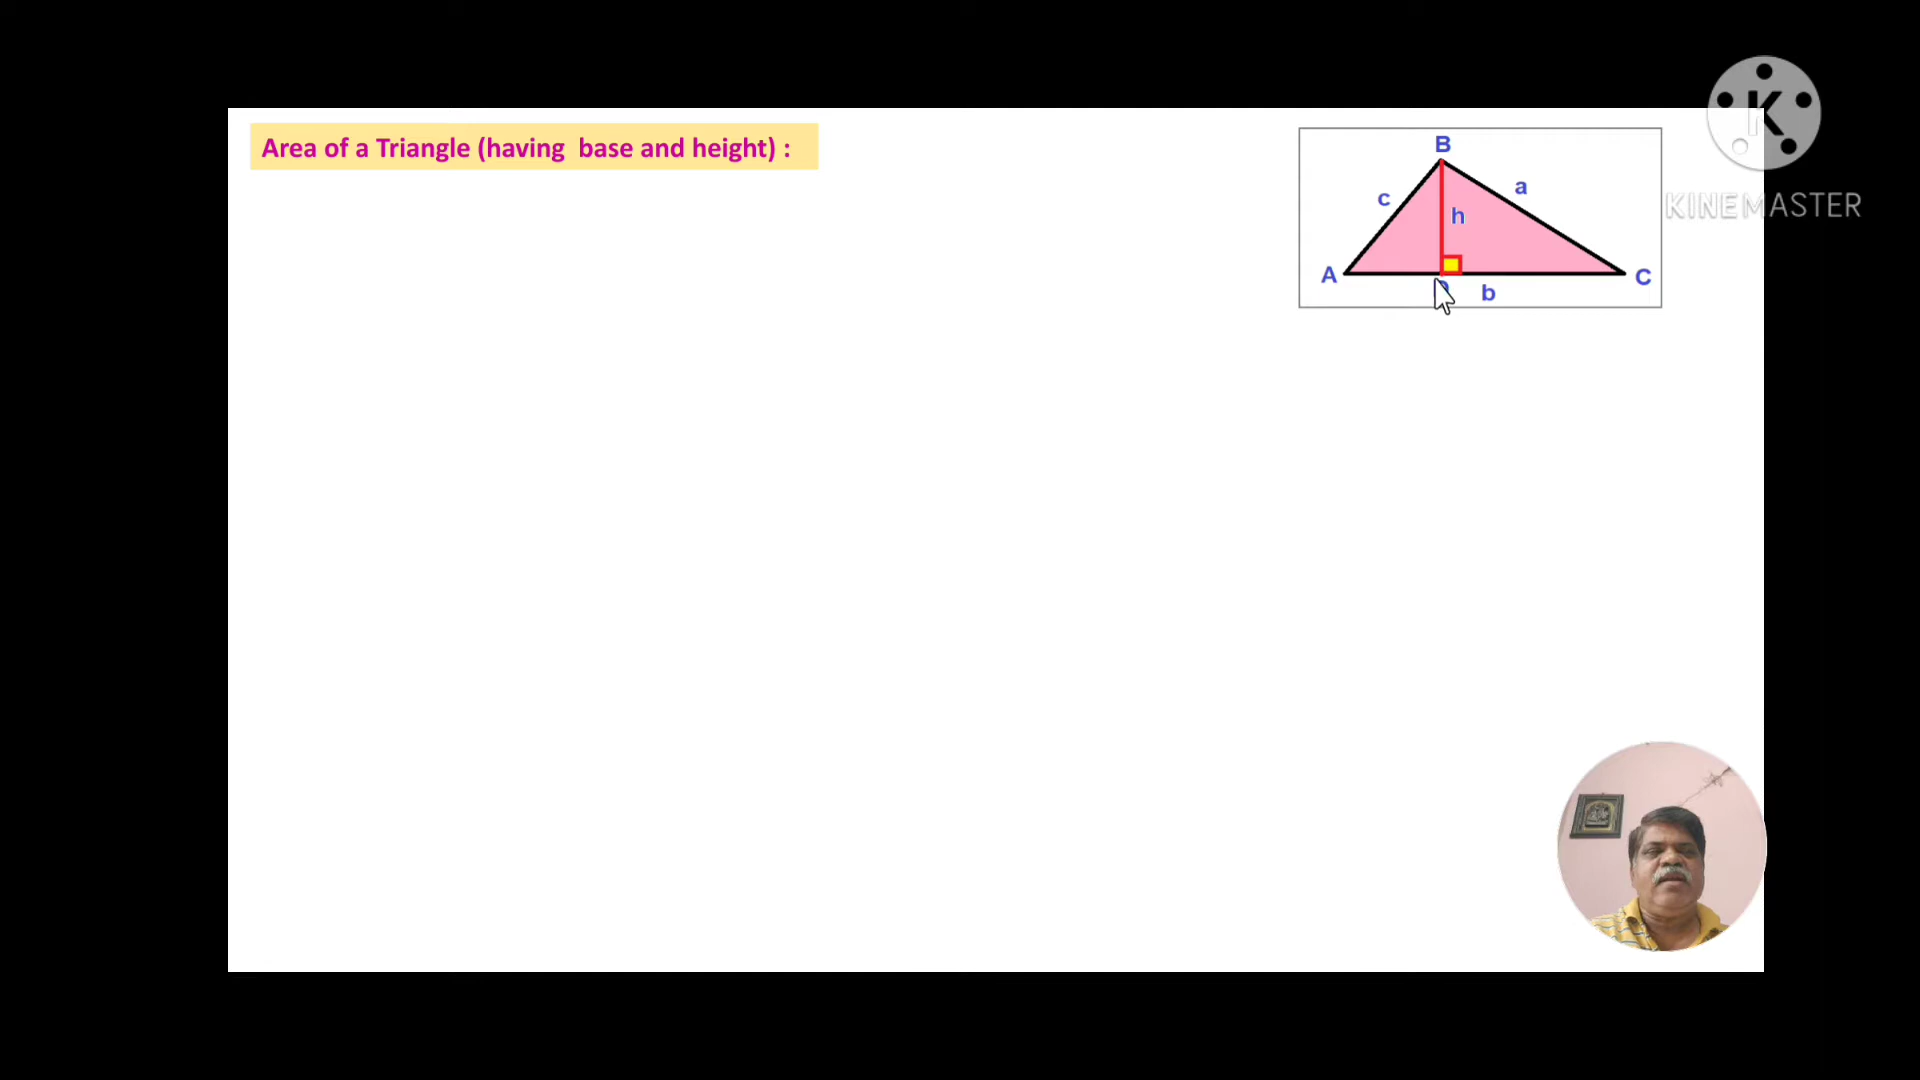 Area of a Triangle (having base and height) :
B
c
a
h
A
C
b
K
KINEMASTER